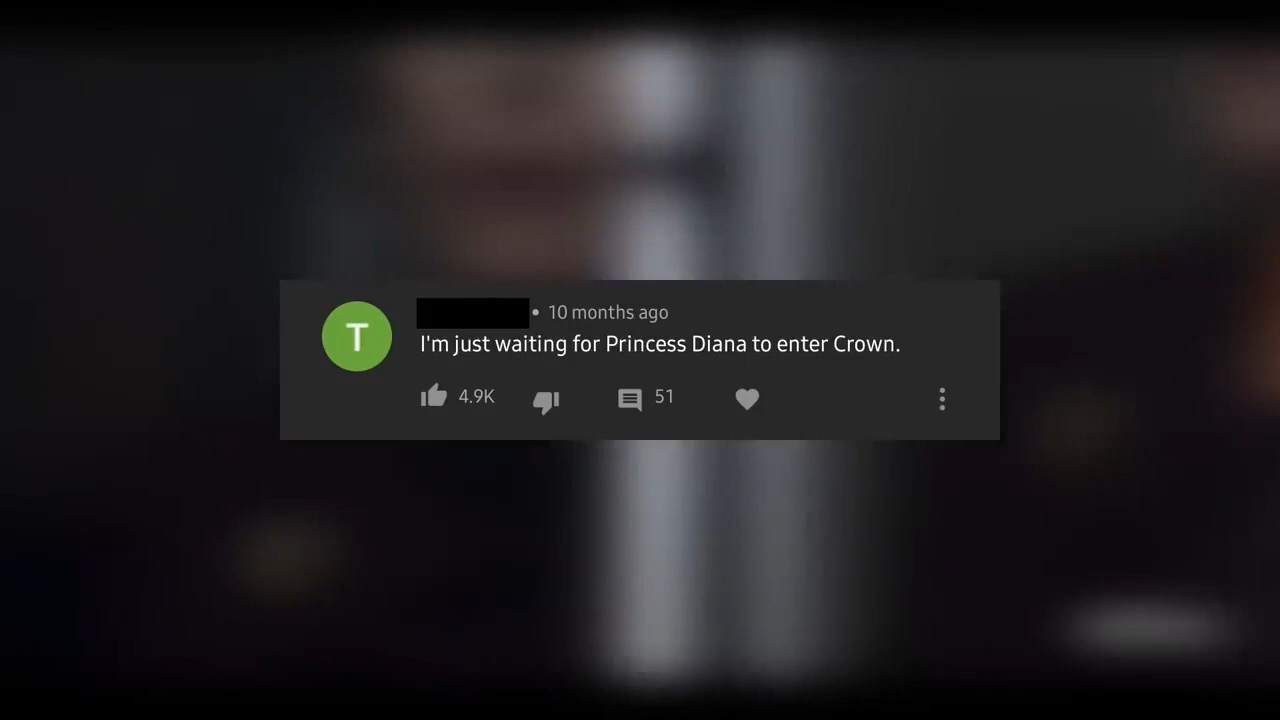 T
• 10 months ago
I'm just waiting for Princess Diana to enter Crown.
4.9K 51